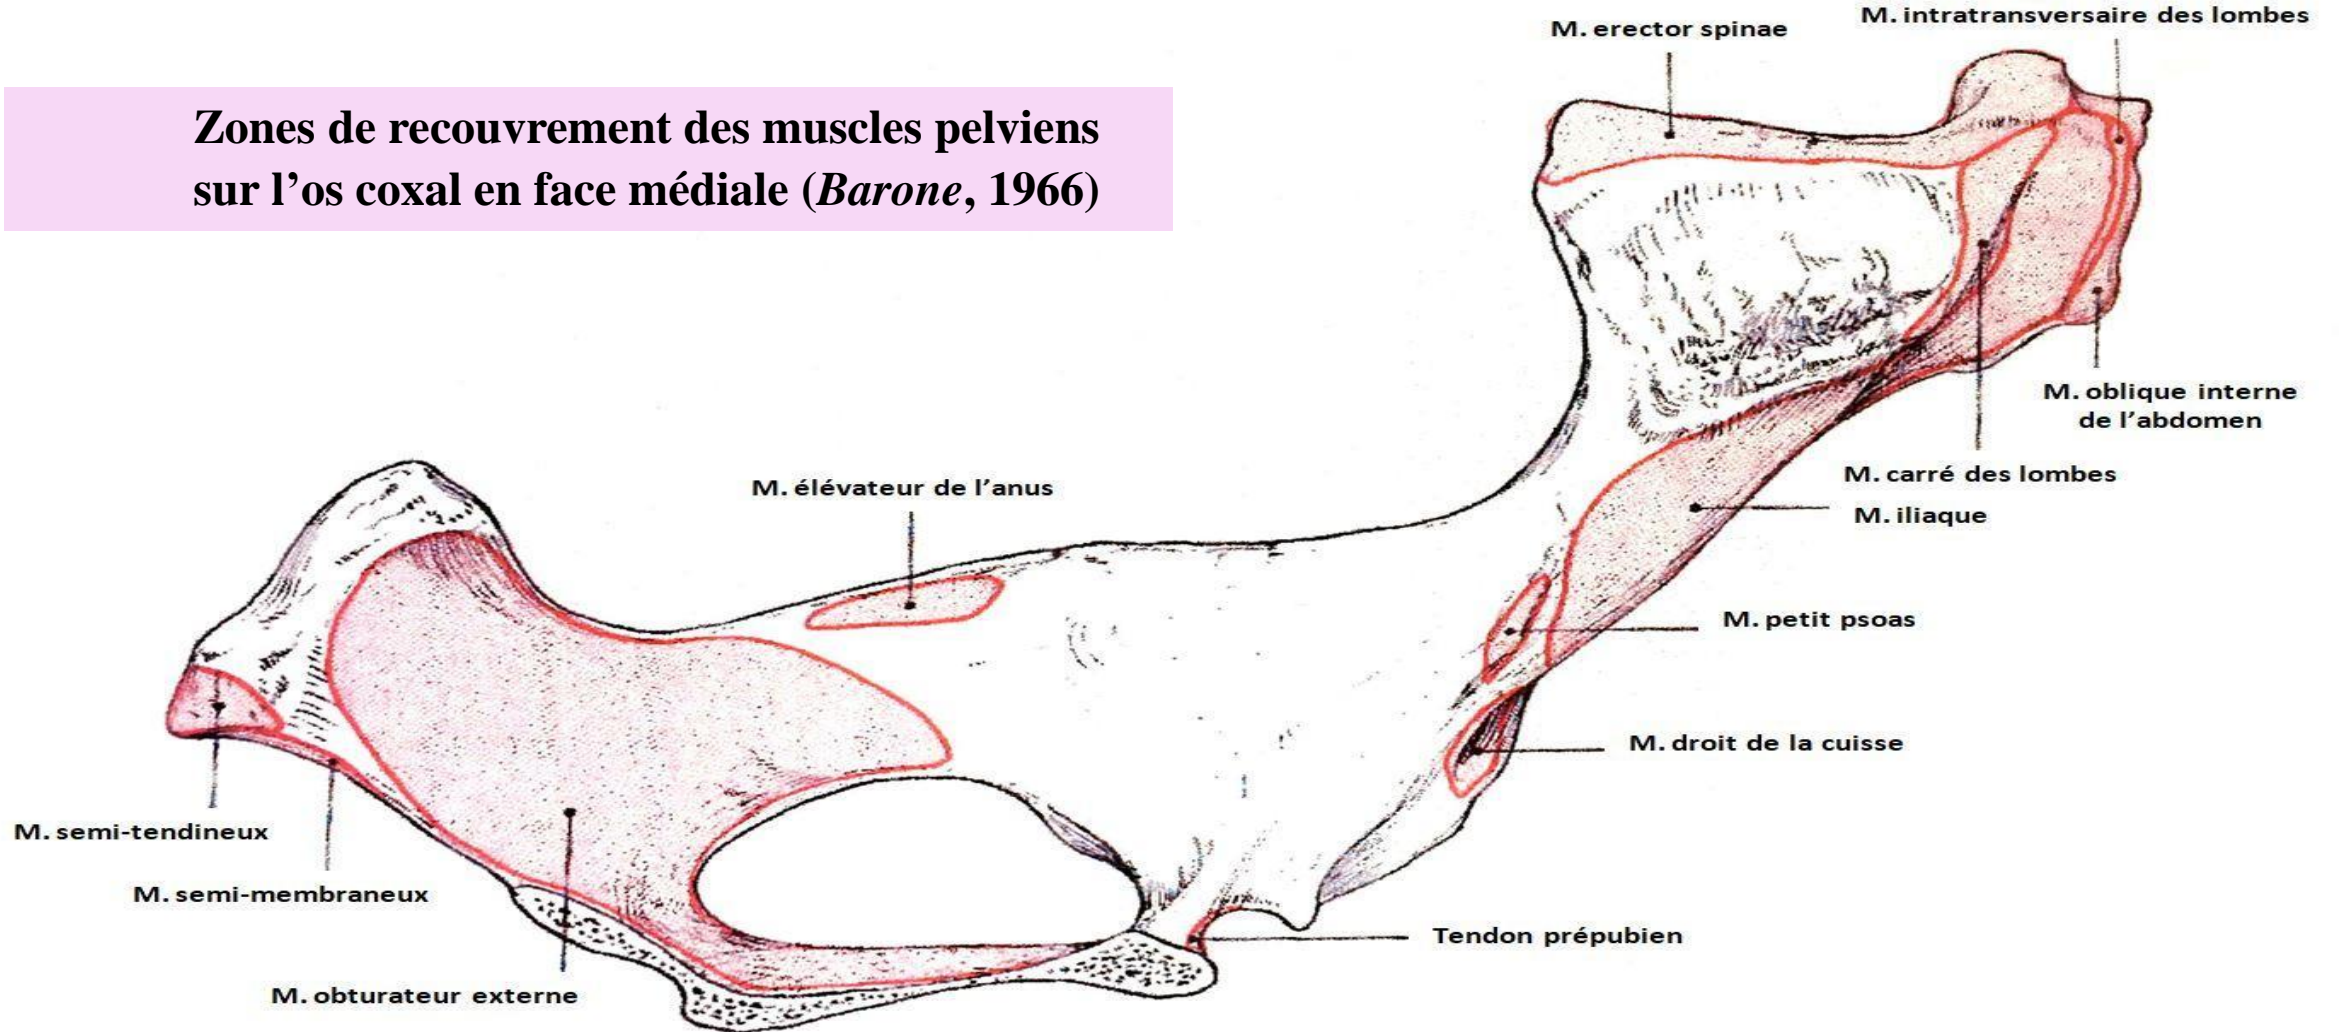 M. erector spinae
M. intratransversaire des lombes
Zones de recouvrement des muscles pelviens
sur l’os coxal en face médiale (Barone, 1966)
M. oblique interne
de l’abdomen
M. carré des lombes
M. élévateur de l’anus
M. iliaque
M. petit psoas
M. droit de la cuisse
M. semi-tendineux
M. semi-membraneux
Tendon prépubien
M. obturateur externe